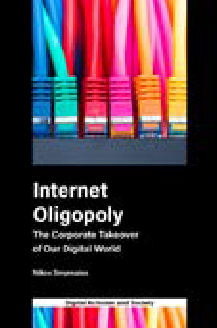 Internet
Oligopoly
The Corporate Takeover
of Our Digital World
Nikos Smyrnaios
Digital Activism and Society